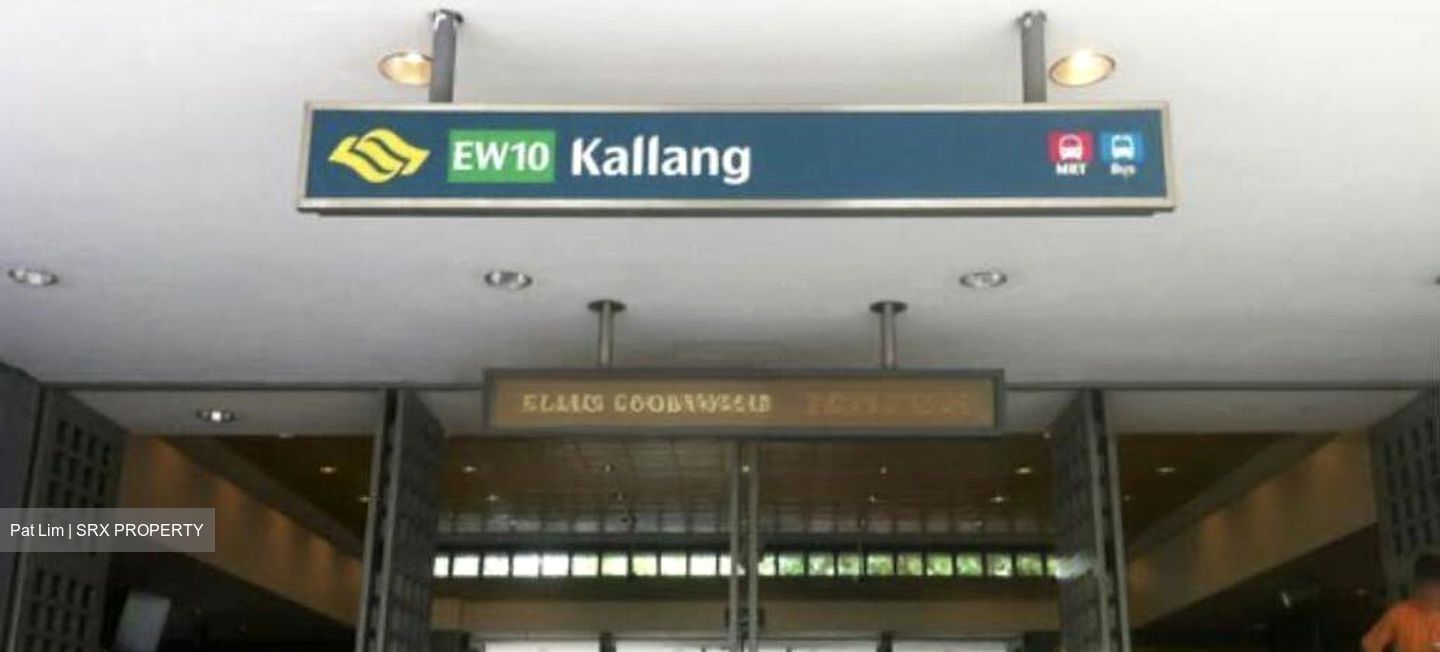 EW10 Kallang
MRT Bus
Pat Lim | SRX PROPERTY